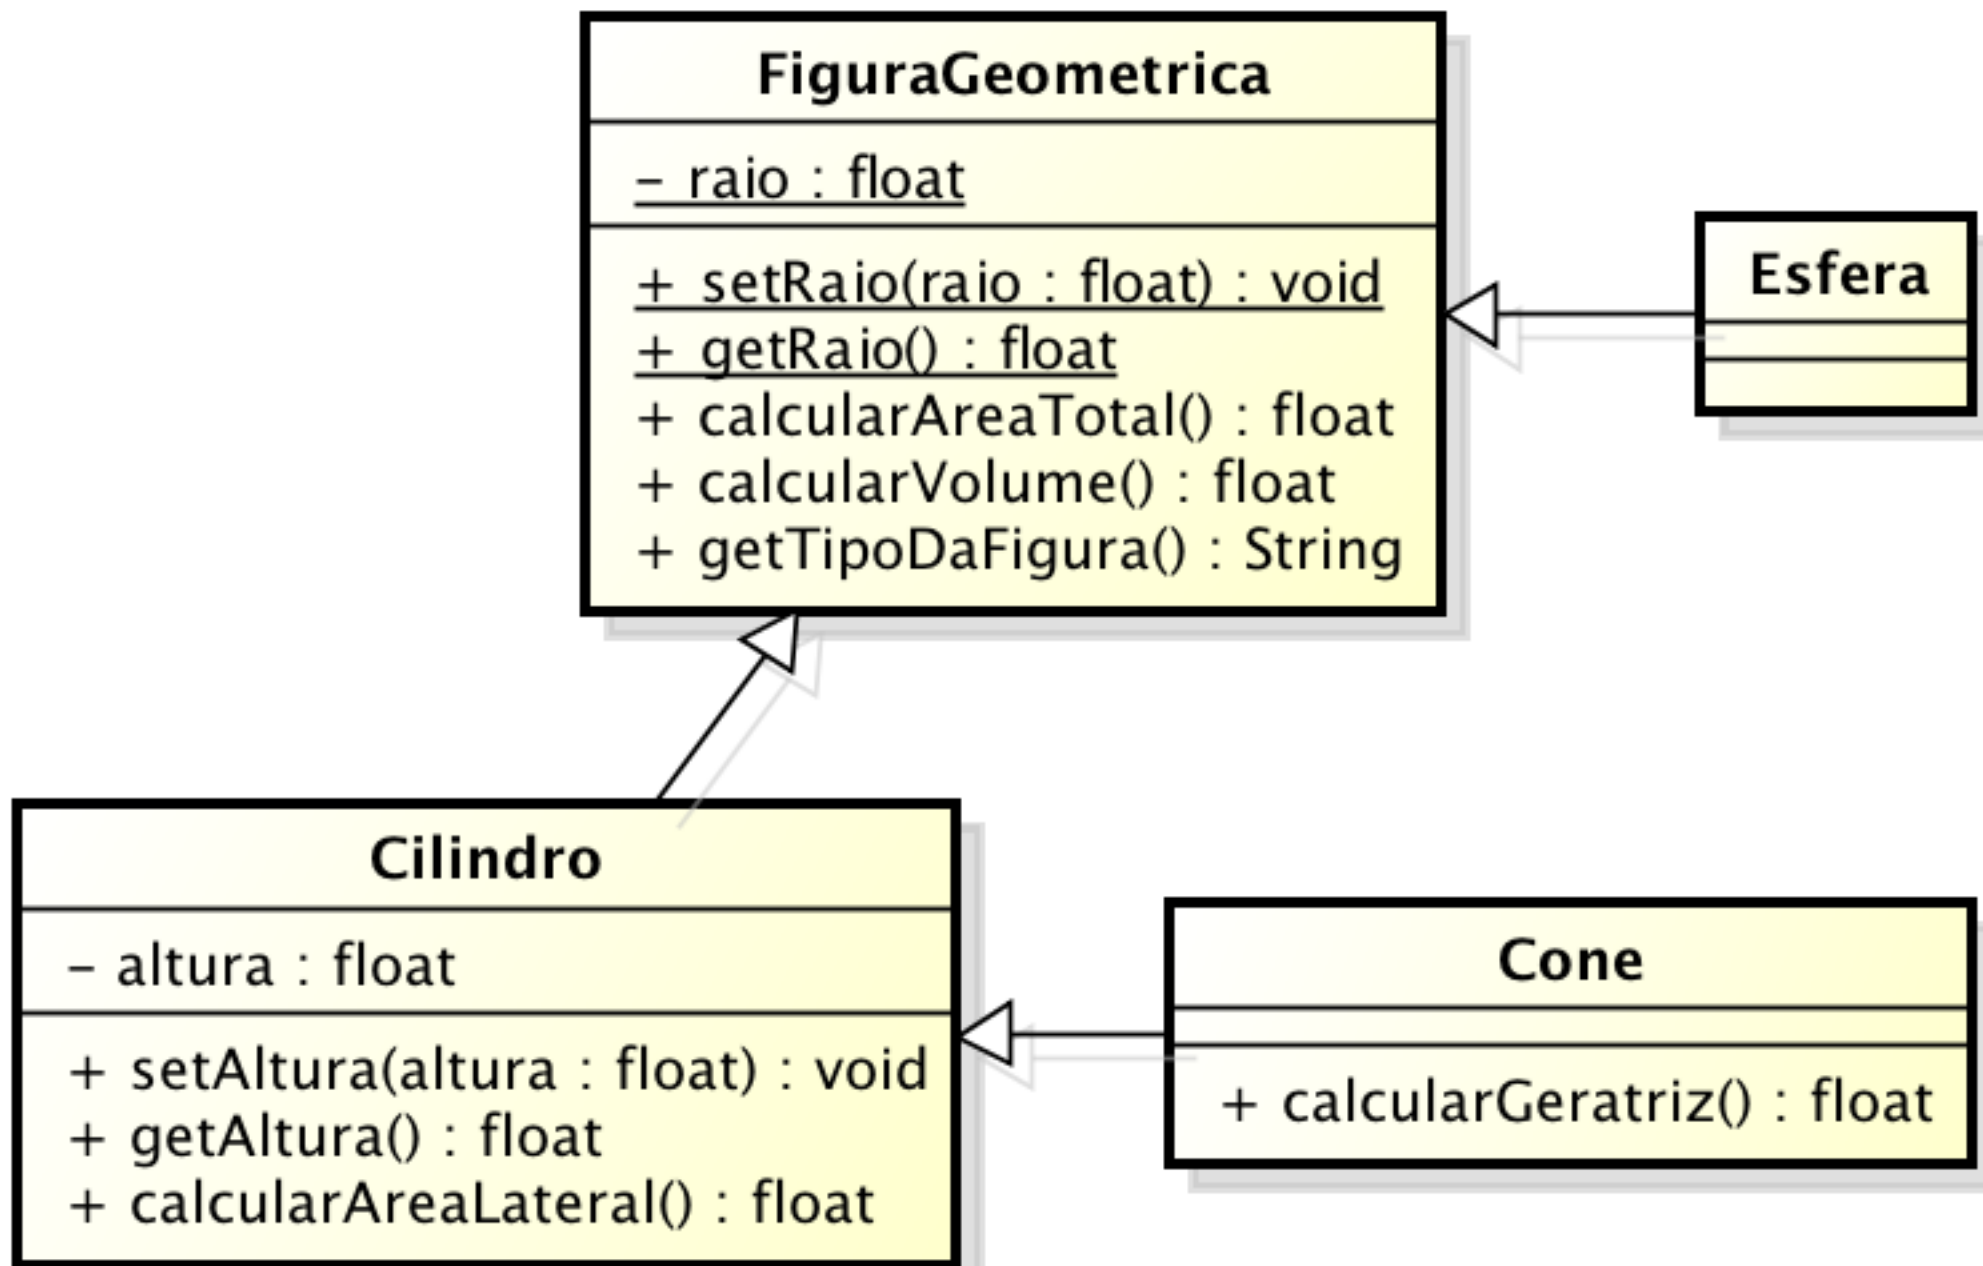 FiguraGeometrica
- raio : float
+ setRaio(raio : float) : void
+ getRaio() : float
+ calcularAreaTotal() : float
+ calcularVolume() : float
+ getTipoDaFigura() : String
Esfera
Cilindro
- altura : float
+ setAltura(altura : float) : void
+ getAltura() : float
+ calcularAreaLateral() : float
Cone
+ calcularGeratriz() : float